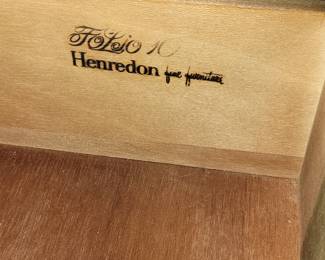 Folio 10
Henredon fine furniture